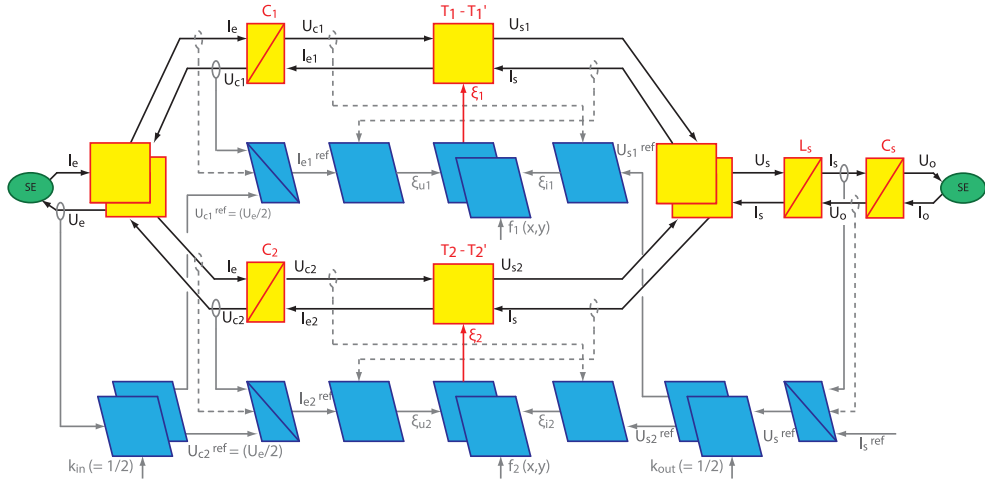 C1 T1 - T1'
Ie Uc1 Us1
Uc1 Ie1 Is
ξ1
Ie Ie1 ref Us1 ref Us Ls Is Cs Uo
SE SE
Ue ξu1 ξi1 Is Uo Io
Uc1 ref = (Ue/2)
f1 (x,y)
C2 T2 - T2'
Ie Uc2 Us2
Uc2 Ie2 Is
ξ2
Ie2 ref
ξu2 ξi2 Us2 ref Us ref Is ref
Uc2 ref = (Ue/2)
kin (= 1/2) f2 (x,y) kout (= 1/2)